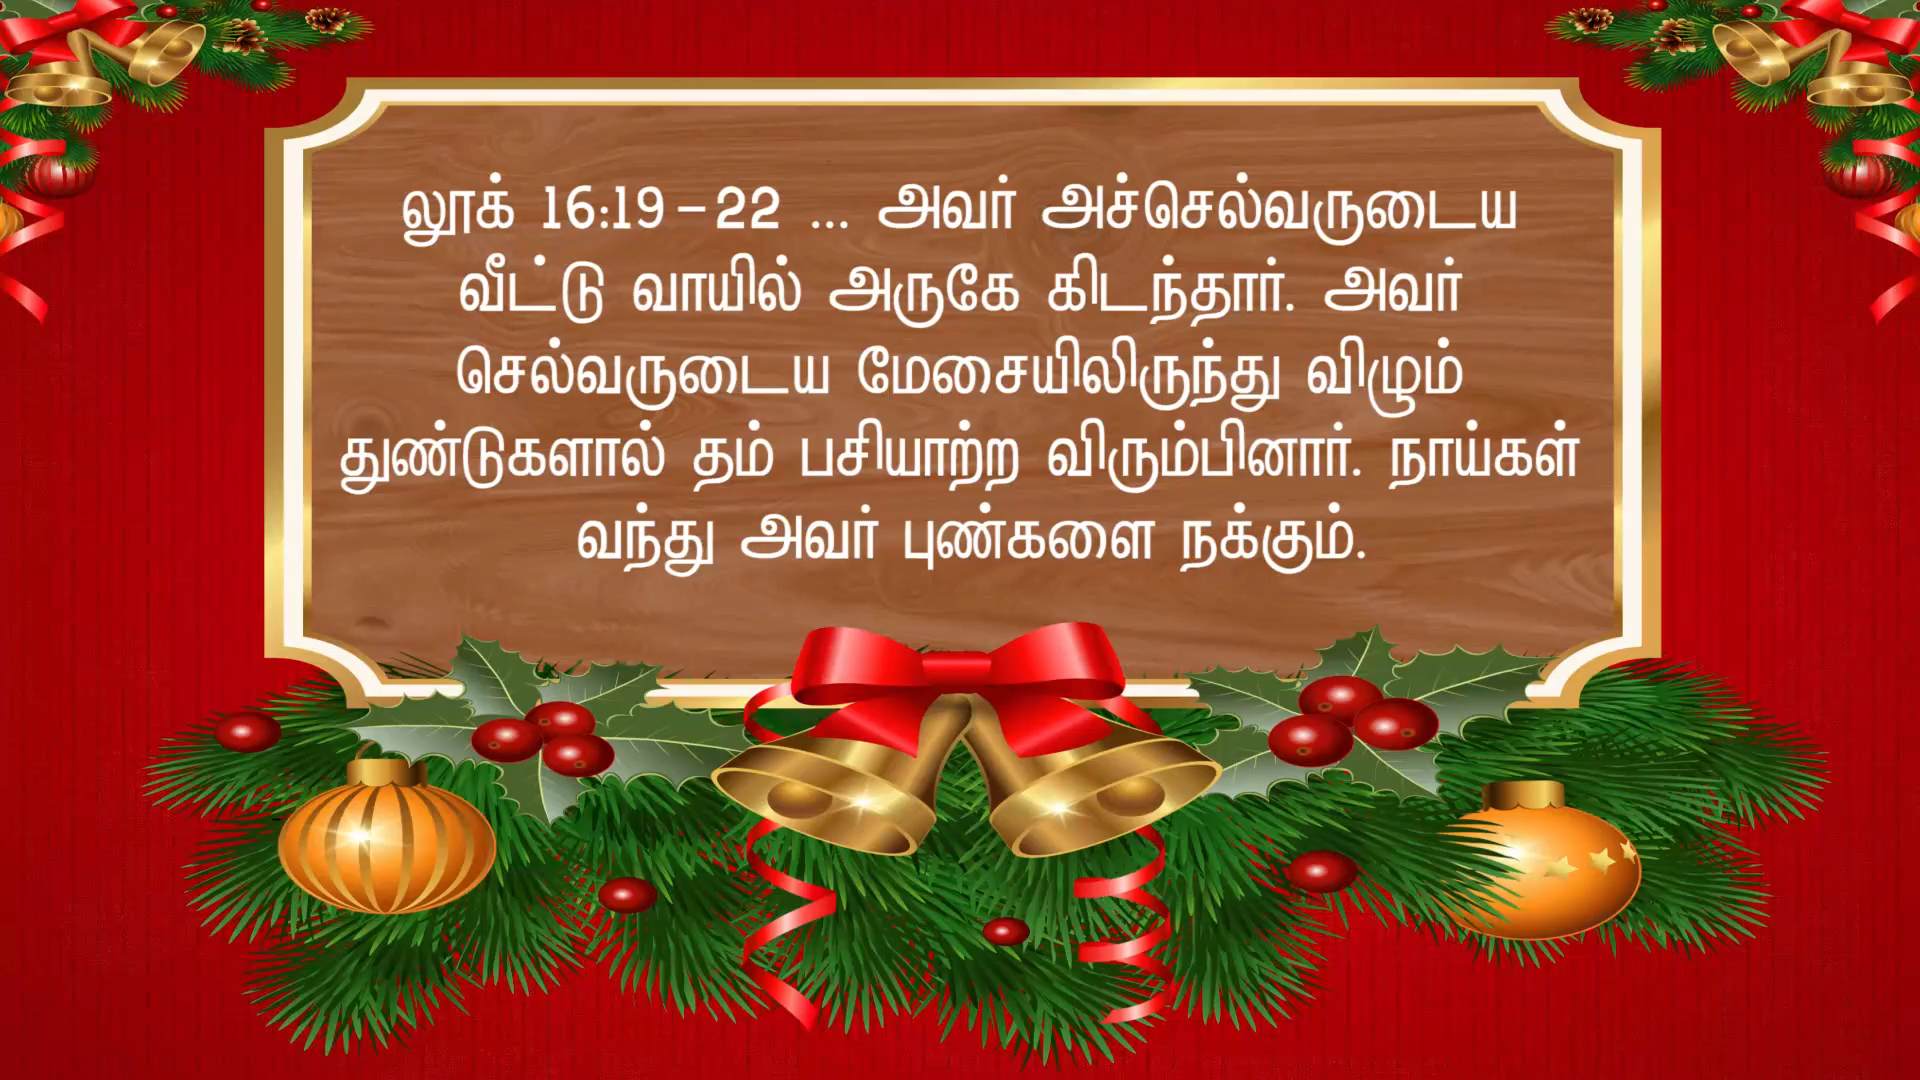 லூக் 16:19-22 ... அவர் அச்செல்வருடைய
வீட்டு வாயில் அருகே கிடந்தார். அவர்
செல்வருடைய மேசையிலிருந்து விழும்
துண்டுகளால் தம் பசியாற்ற விரும்பினார். நாய்கள்
வந்து அவர் புண்களை நக்கும்.